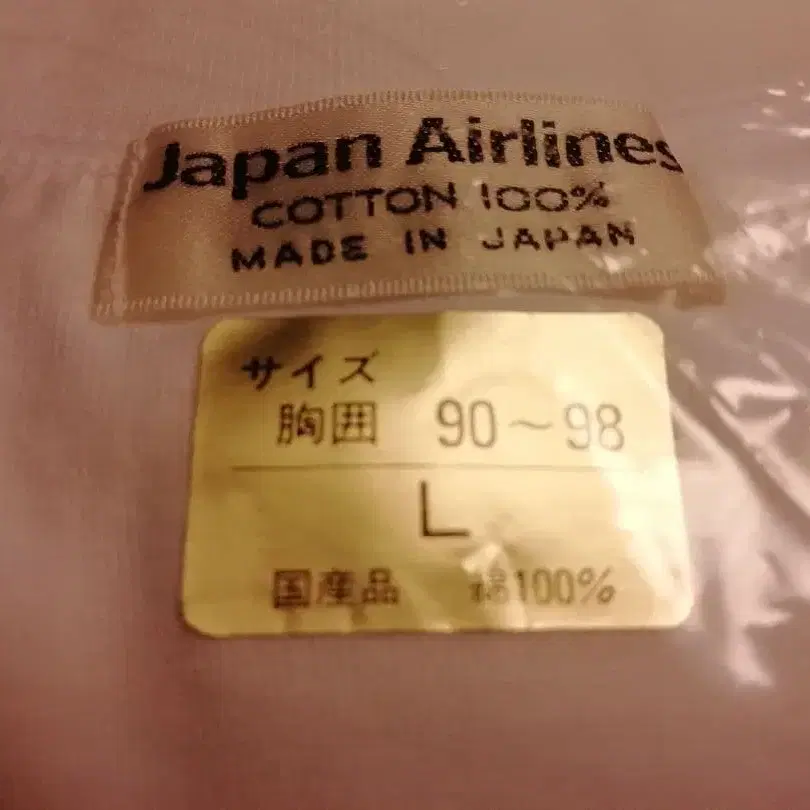 Japan Airlines
COTTON 100%
MADE IN JAPAN
サイズ
胸囲 90～98
L
国産品 綿100%